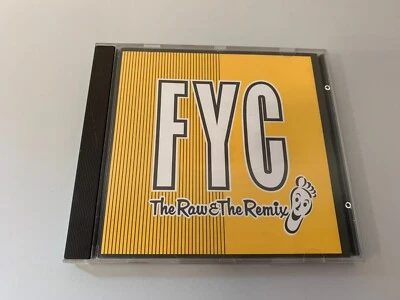 FYC
The Raw & The Remix